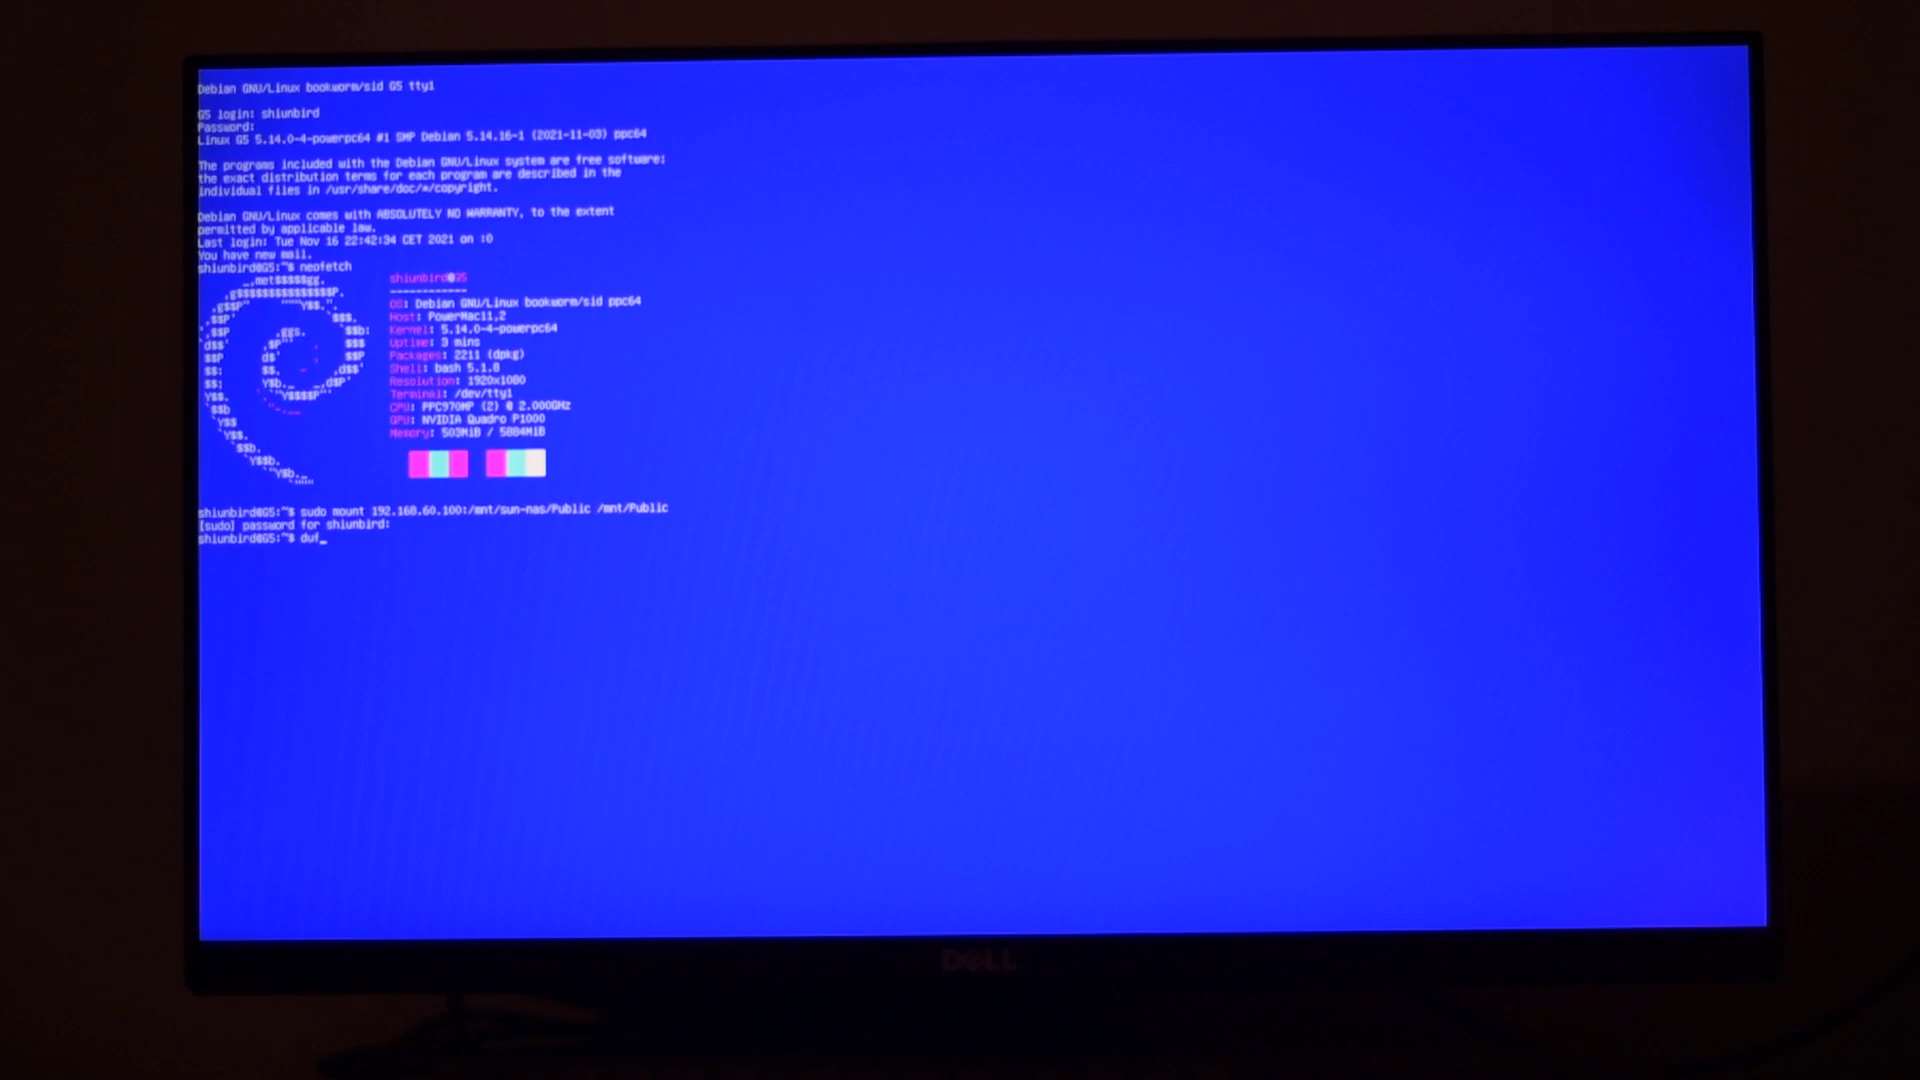 Debian GNU/Linux bookworm/sid G5 tty1
G5 login: shiunbird
Password:
Linux G5 5.14.0-4-powerpc64 #1 SMP Debian 5.14.16-1 (2021-11-03) ppc64
The programs included with the Debian GNU/Linux system are free software;
the exact distribution terms for each program are described in the
individual files in /usr/share/doc/*/copyright.
Debian GNU/Linux comes with ABSOLUTELY NO WARRANTY, to the extent
permitted by applicable law.
Last login: Tue Nov 16 22:42:34 CET 2021 on :0
You have new mail.
shiunbird@G5:~$ neofetch
shiunbird@G5
------------
OS: Debian GNU/Linux bookworm/sid ppc64
Host: PowerMac11,2
Kernel: 5.14.0-4-powerpc64
Uptime: 3 mins
Packages: 2211 (dpkg)
Shell: bash 5.1.8
Resolution: 1920x1080
Terminal: /dev/tty1
CPU: PPC970MP (2) @ 2.000GHz
GPU: NVIDIA Quadro P1000
Memory: 503MiB / 5884MiB
shiunbird@G5:~$ sudo mount 192.168.60.100:/mnt/sun-nas/Public /mnt/Public
[sudo] password for shiunbird:
shiunbird@G5:~$ duf_
DELL